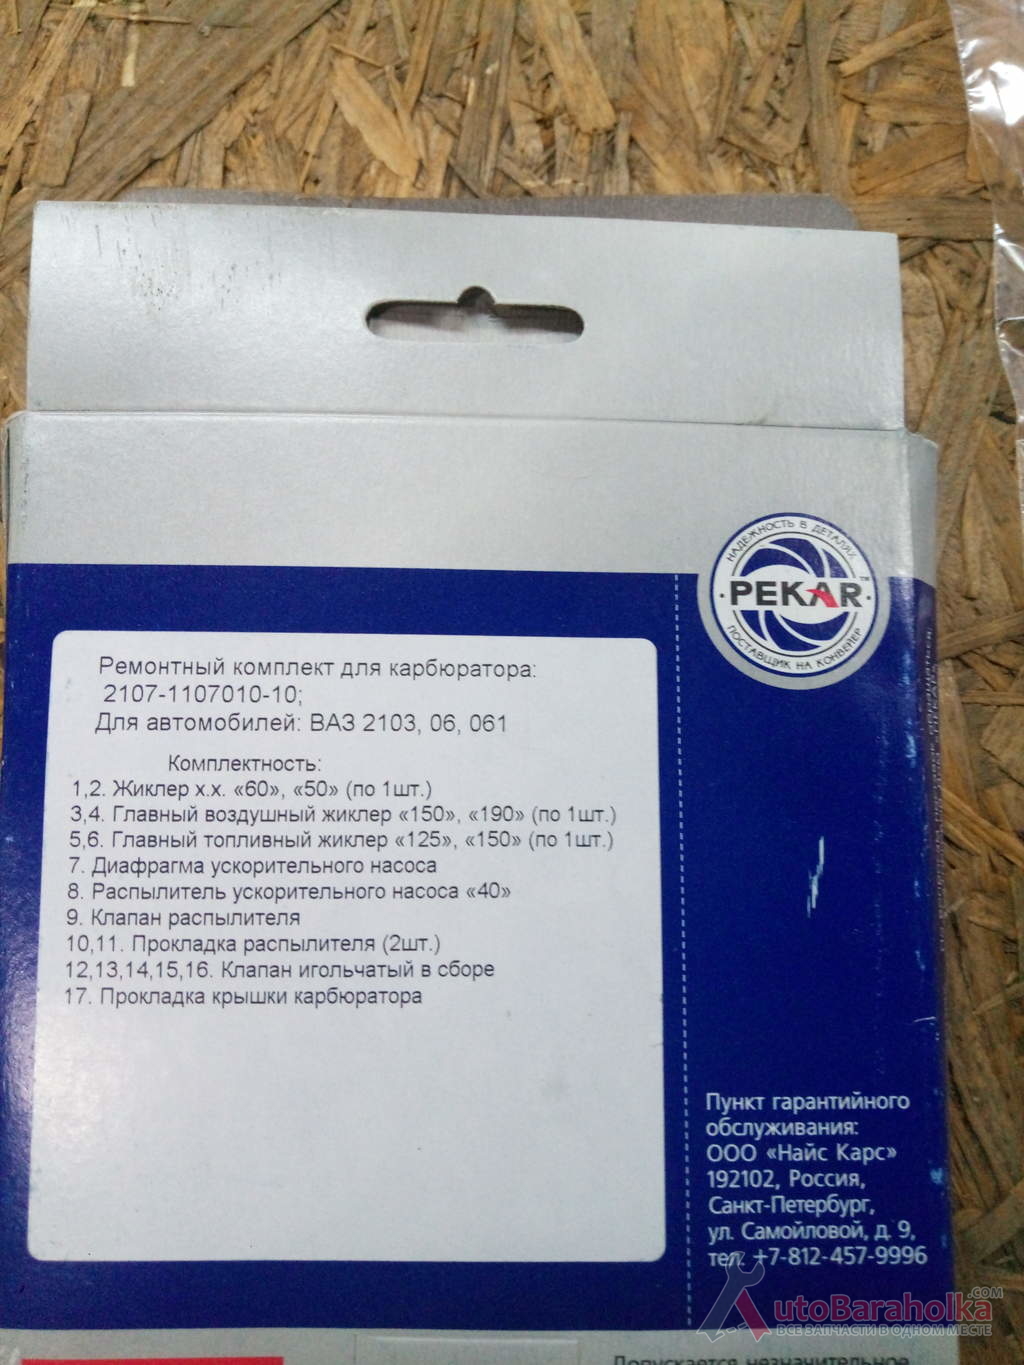 НАДЕЖНОСТЬ В ДЕТАЛЯХ
PEKAR™
ПОСТАВЩИК НА КОНВЕЙЕР
Ремонтный комплект для карбюратора:
2107-1107010-10;
Для автомобилей: ВАЗ 2103, 06, 061
Комплектность:
1,2. Жиклер х.х. «60», «50» (по 1шт.)
3,4. Главный воздушный жиклер «150», «190» (по 1шт.)
5,6. Главный топливный жиклер «125», «150» (по 1шт.)
7. Диафрагма ускорительного насоса
8. Распылитель ускорительного насоса «40»
9. Клапан распылителя
10,11. Прокладка распылителя (2шт.)
12,13,14,15,16. Клапан игольчатый в сборе
17. Прокладка крышки карбюратора
Пункт гарантийного
обслуживания:
ООО «Найс Карс»
192102, Россия,
Санкт-Петербург,
ул. Самойловой, д. 9,
тел. +7-812-457-9996
AutoBaraholka.COM
ВСЕ ЗАПЧАСТИ В ОДНОМ МЕСТЕ
Допускается незначительное